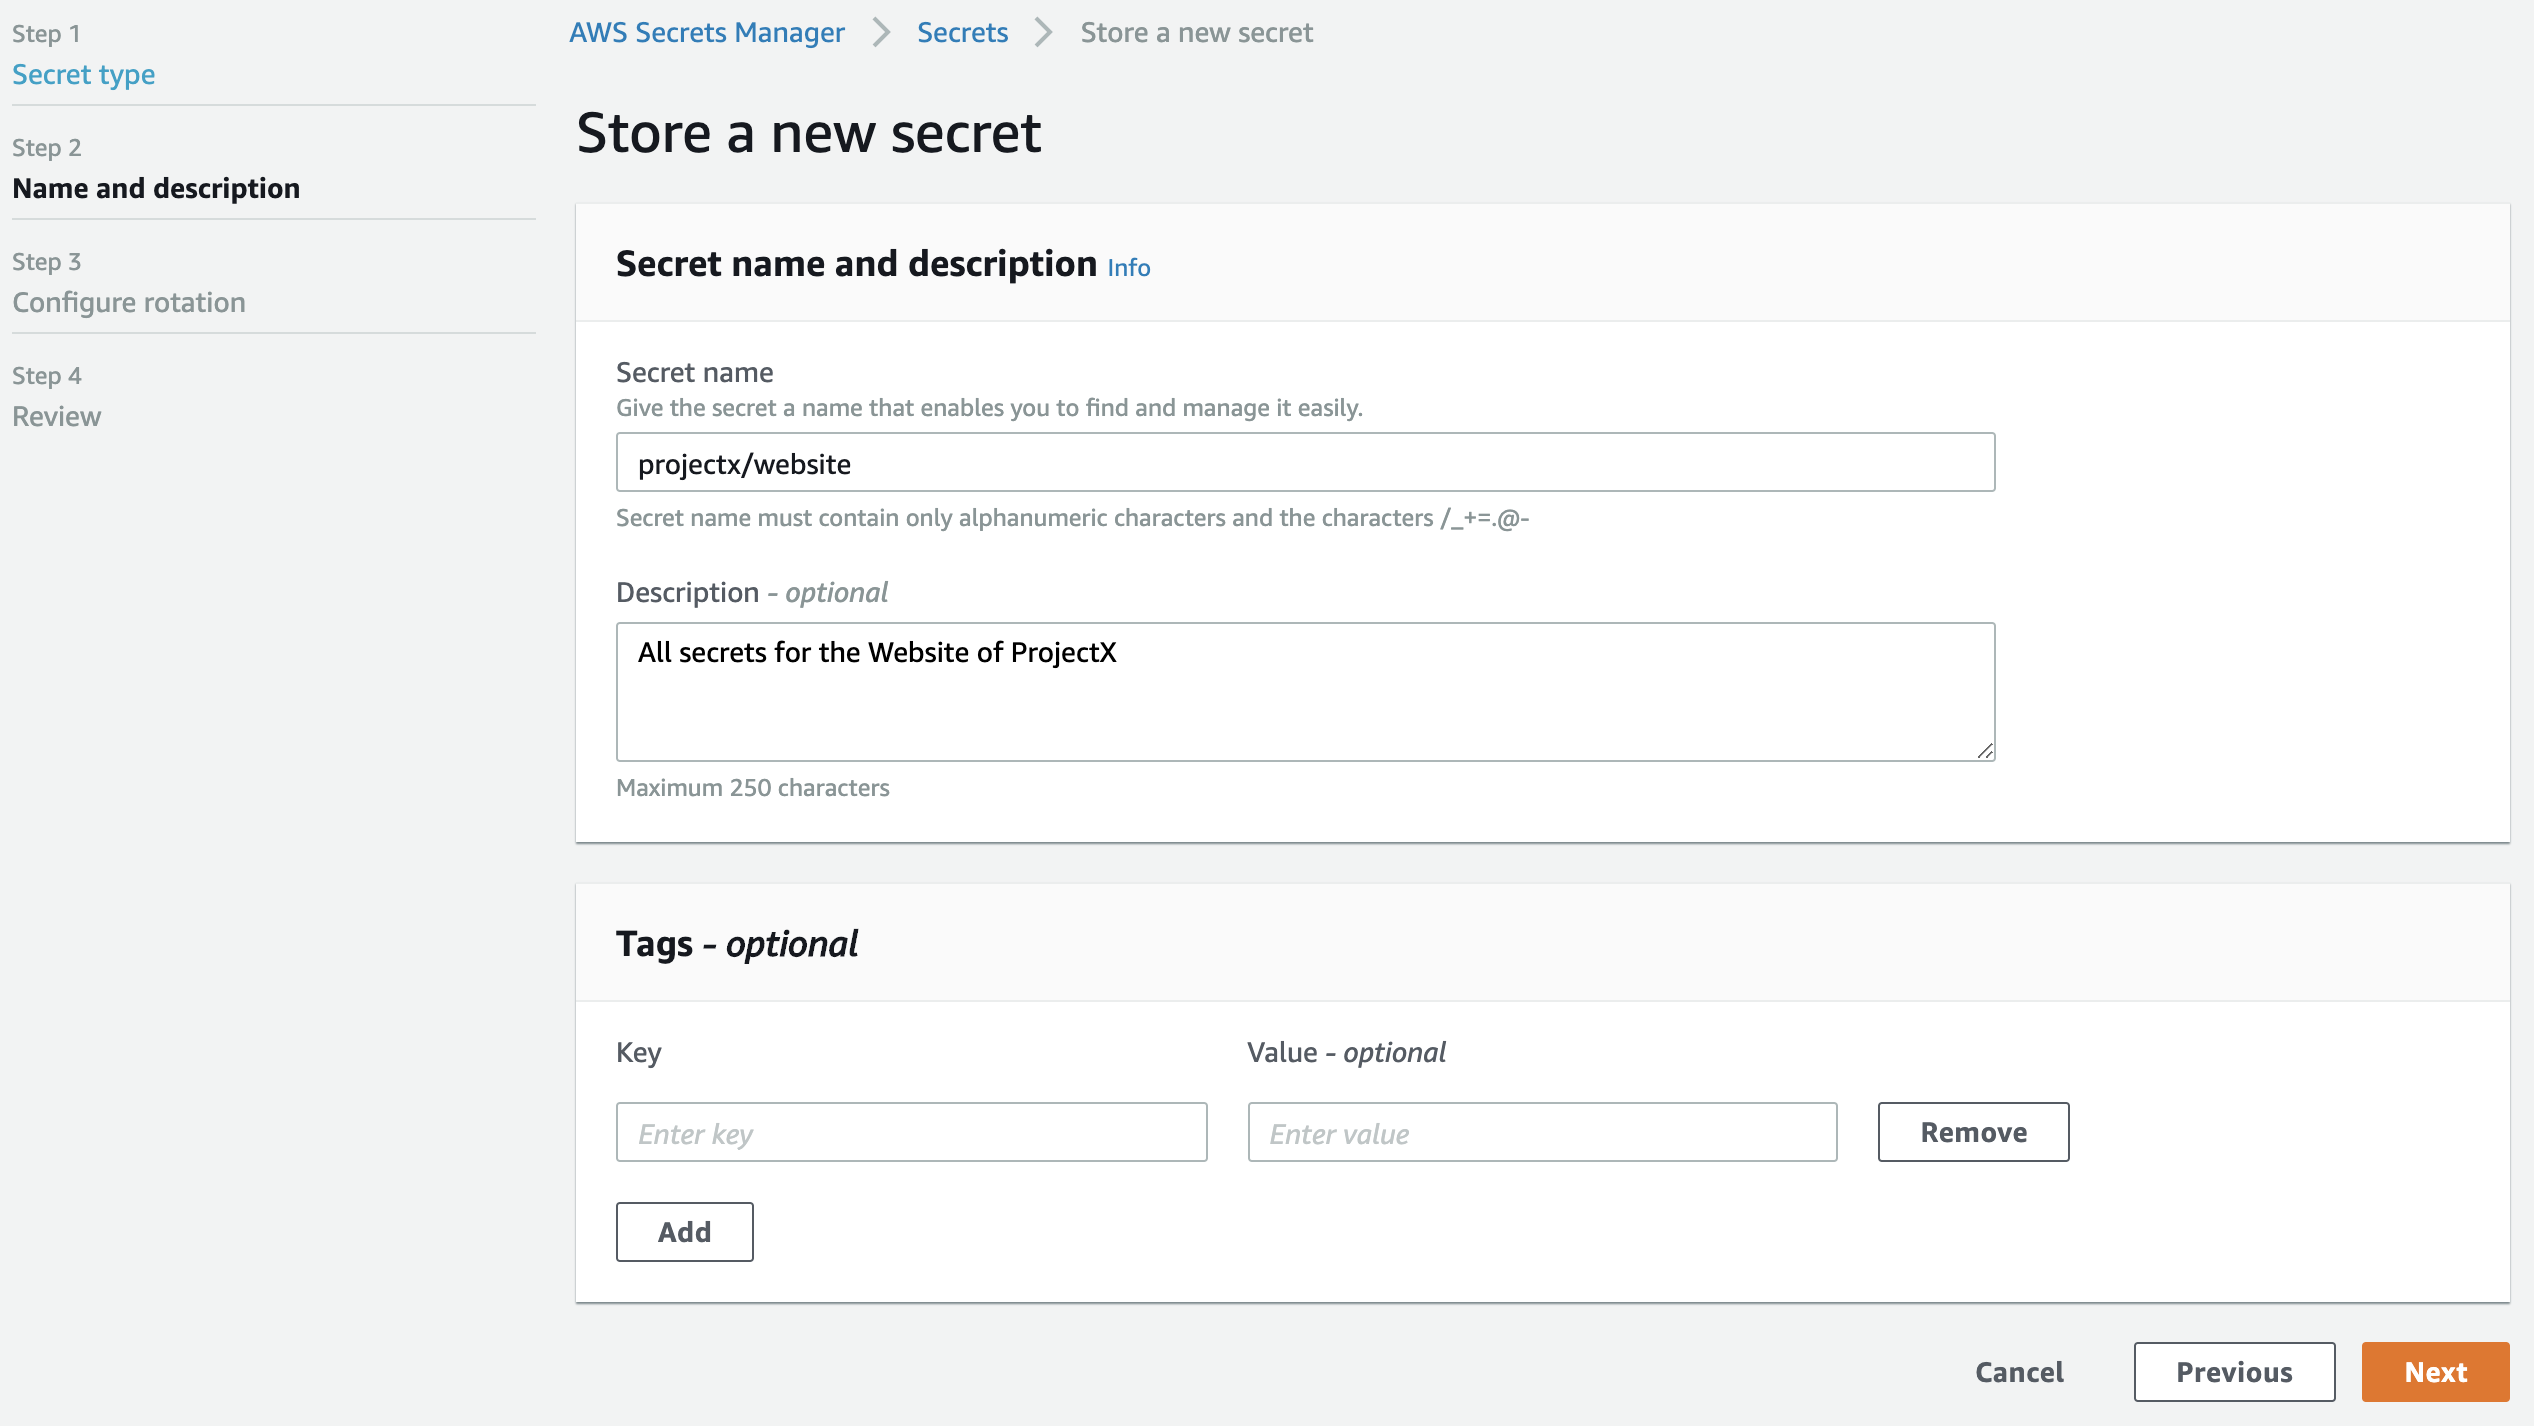 Step 1
Secret type
Step 2
Name and description
Step 3
Configure rotation
Step 4
Review
AWS Secrets Manager > Secrets > Store a new secret
Store a new secret
Secret name and description Info
Secret name
Give the secret a name that enables you to find and manage it easily.
projectx/website
Secret name must contain only alphanumeric characters and the characters /_+=.@-
Description - optional
All secrets for the Website of ProjectX
Maximum 250 characters
Tags - optional
Key Value - optional
Enter key Enter value Remove
Add
Cancel Previous Next